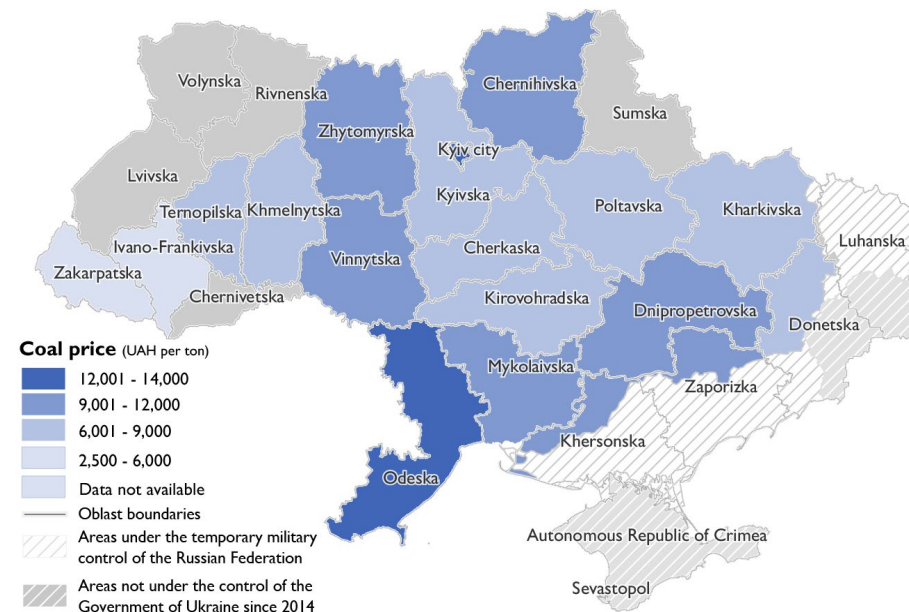 Volynska
Rivnenska
Chernihivska
Sumska
Zhytomyrska
Kyiv city
Lvivska
Ternopilska
Khmelnytska
Kyivska
Poltavska
Kharkivska
Luhanska
Ivano-Frankivska
Zakarpatska
Vinnytska
Cherkaska
Chernivetska
Kirovohradska
Dnipropetrovska
Donetska
Mykolaivska
Zaporizka
Khersonska
Odeska
Autonomous Republic of Crimea
Sevastopol
Coal price (UAH per ton)
12,001 - 14,000
9,001 - 12,000
6,001 - 9,000
2,500 - 6,000
Data not available
Oblast boundaries
Areas under the temporary military
control of the Russian Federation
Areas not under the control of the
Government of Ukraine since 2014